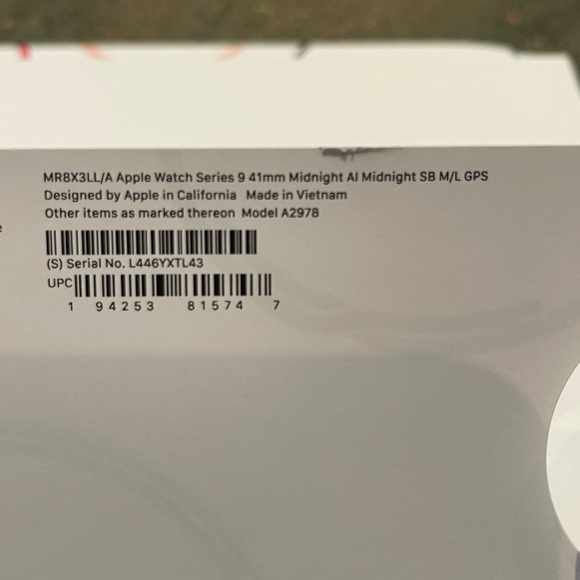 MR8X3LL/A Apple Watch Series 9 41mm Midnight Al Midnight SB M/L GPS
Designed by Apple in California Made in Vietnam
Other items as marked thereon Model A2978
(S) Serial No. L446YXTL43
UPC
1 94253 81574 7